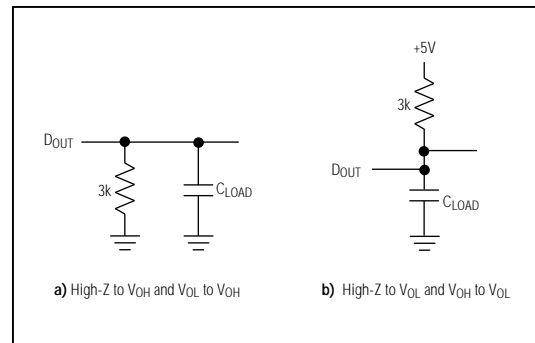 +5V
3k
DOUT
3k
CLOAD
DOUT
CLOAD
a) High-Z to VOH and VOL to VOH
b) High-Z to VOL and VOH to VOL